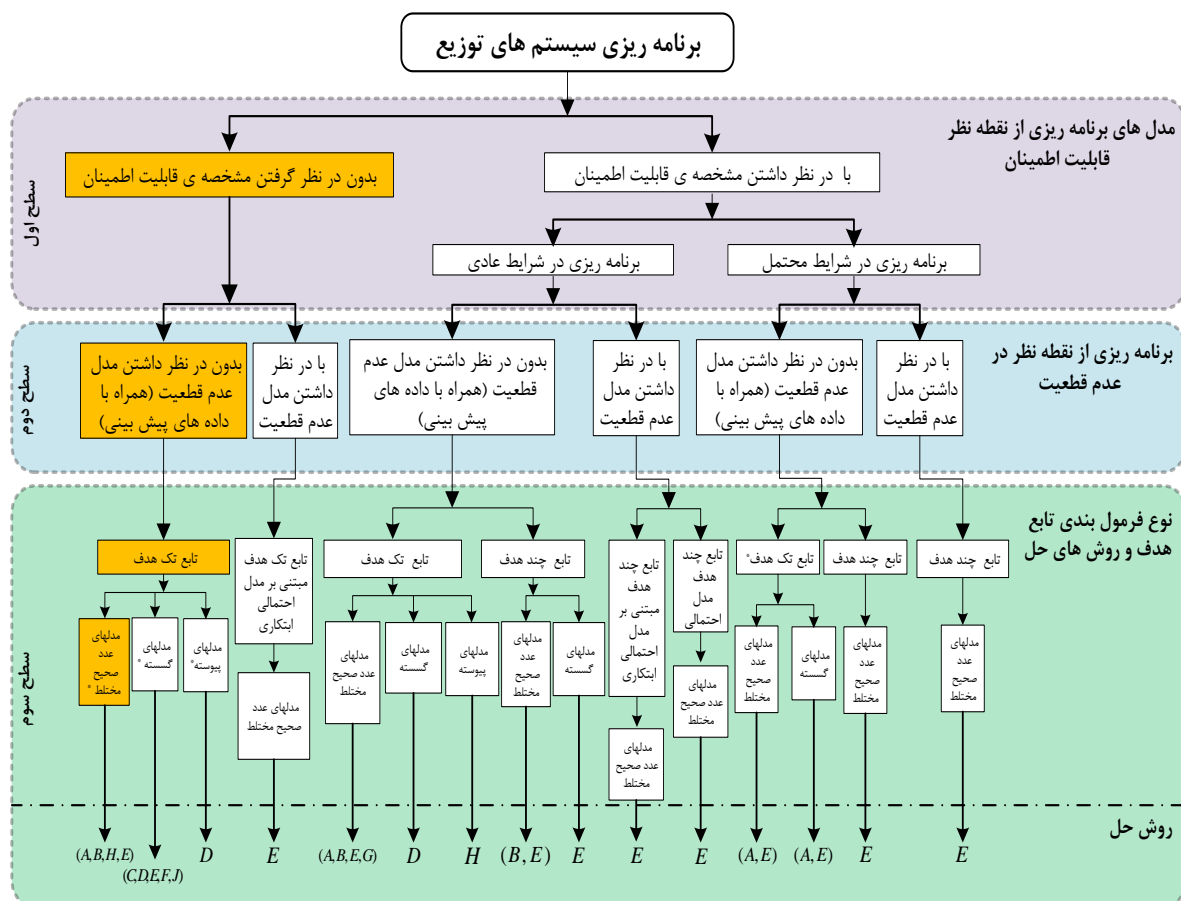 برنامه ریزی سیستم های توزیع
مدل های برنامه ریزی از نقطه نظر
قابلیت اطمینان
سطح اول
با در نظر داشتن مشخصه ی قابلیت اطمینان
بدون در نظر گرفتن مشخصه ی قابلیت اطمینان
برنامه ریزی در شرایط محتمل
برنامه ریزی در شرایط عادی
برنامه ریزی از نقطه نظر در
عدم قطعیت
سطح دوم
با در نظر
داشتن مدل
عدم قطعیت
بدون در نظر داشتن مدل
عدم قطعیت (همراه با
داده های پیش بینی)
با در نظر
داشتن مدل
عدم قطعیت
بدون در نظر داشتن مدل عدم
قطعیت (همراه با داده های
پیش بینی)
با در نظر
داشتن مدل
عدم قطعیت
بدون در نظر داشتن مدل
عدم قطعیت (همراه با
داده های پیش بینی)
نوع فرمول بندی تابع
هدف و روش های حل
سطح سوم
تابع چند هدف
تابع چند هدف
تابع تک هدف*
تابع چند
هدف
مدل
احتمالی
تابع چند
هدف
مبتنی بر
مدل
احتمالی
ابتکاری
تابع چند هدف
تابع تک هدف
تابع تک هدف
مبتنی بر مدل
احتمالی
ابتکاری
تابع تک هدف
مدلهای
عدد
صحیح
مختلط
مدلهای
عدد
صحیح
مختلط
مدلهای
گسسته
مدلهای
عدد
صحیح
مختلط
مدلهای
عدد صحیح
مختلط
مدلهای
عدد صحیح
مختلط
مدلهای
گسسته
مدلهای
عدد
صحیح
مختلط
مدلهای
پیوسته
مدلهای
گسسته
مدلهای
عدد صحیح
مختلط
مدلهای عدد
صحیح مختلط
مدلهای
پیوسته*
مدلهای
گسسته *
مدلهای
عدد
صحیح
مختلط *
روش حل
(A,B,H,E)
(C,D,E,F,J)
D
E
(A,B,E,G)
D
H
(B,E)
E
E
E
(A,E)
(A,E)
E
E